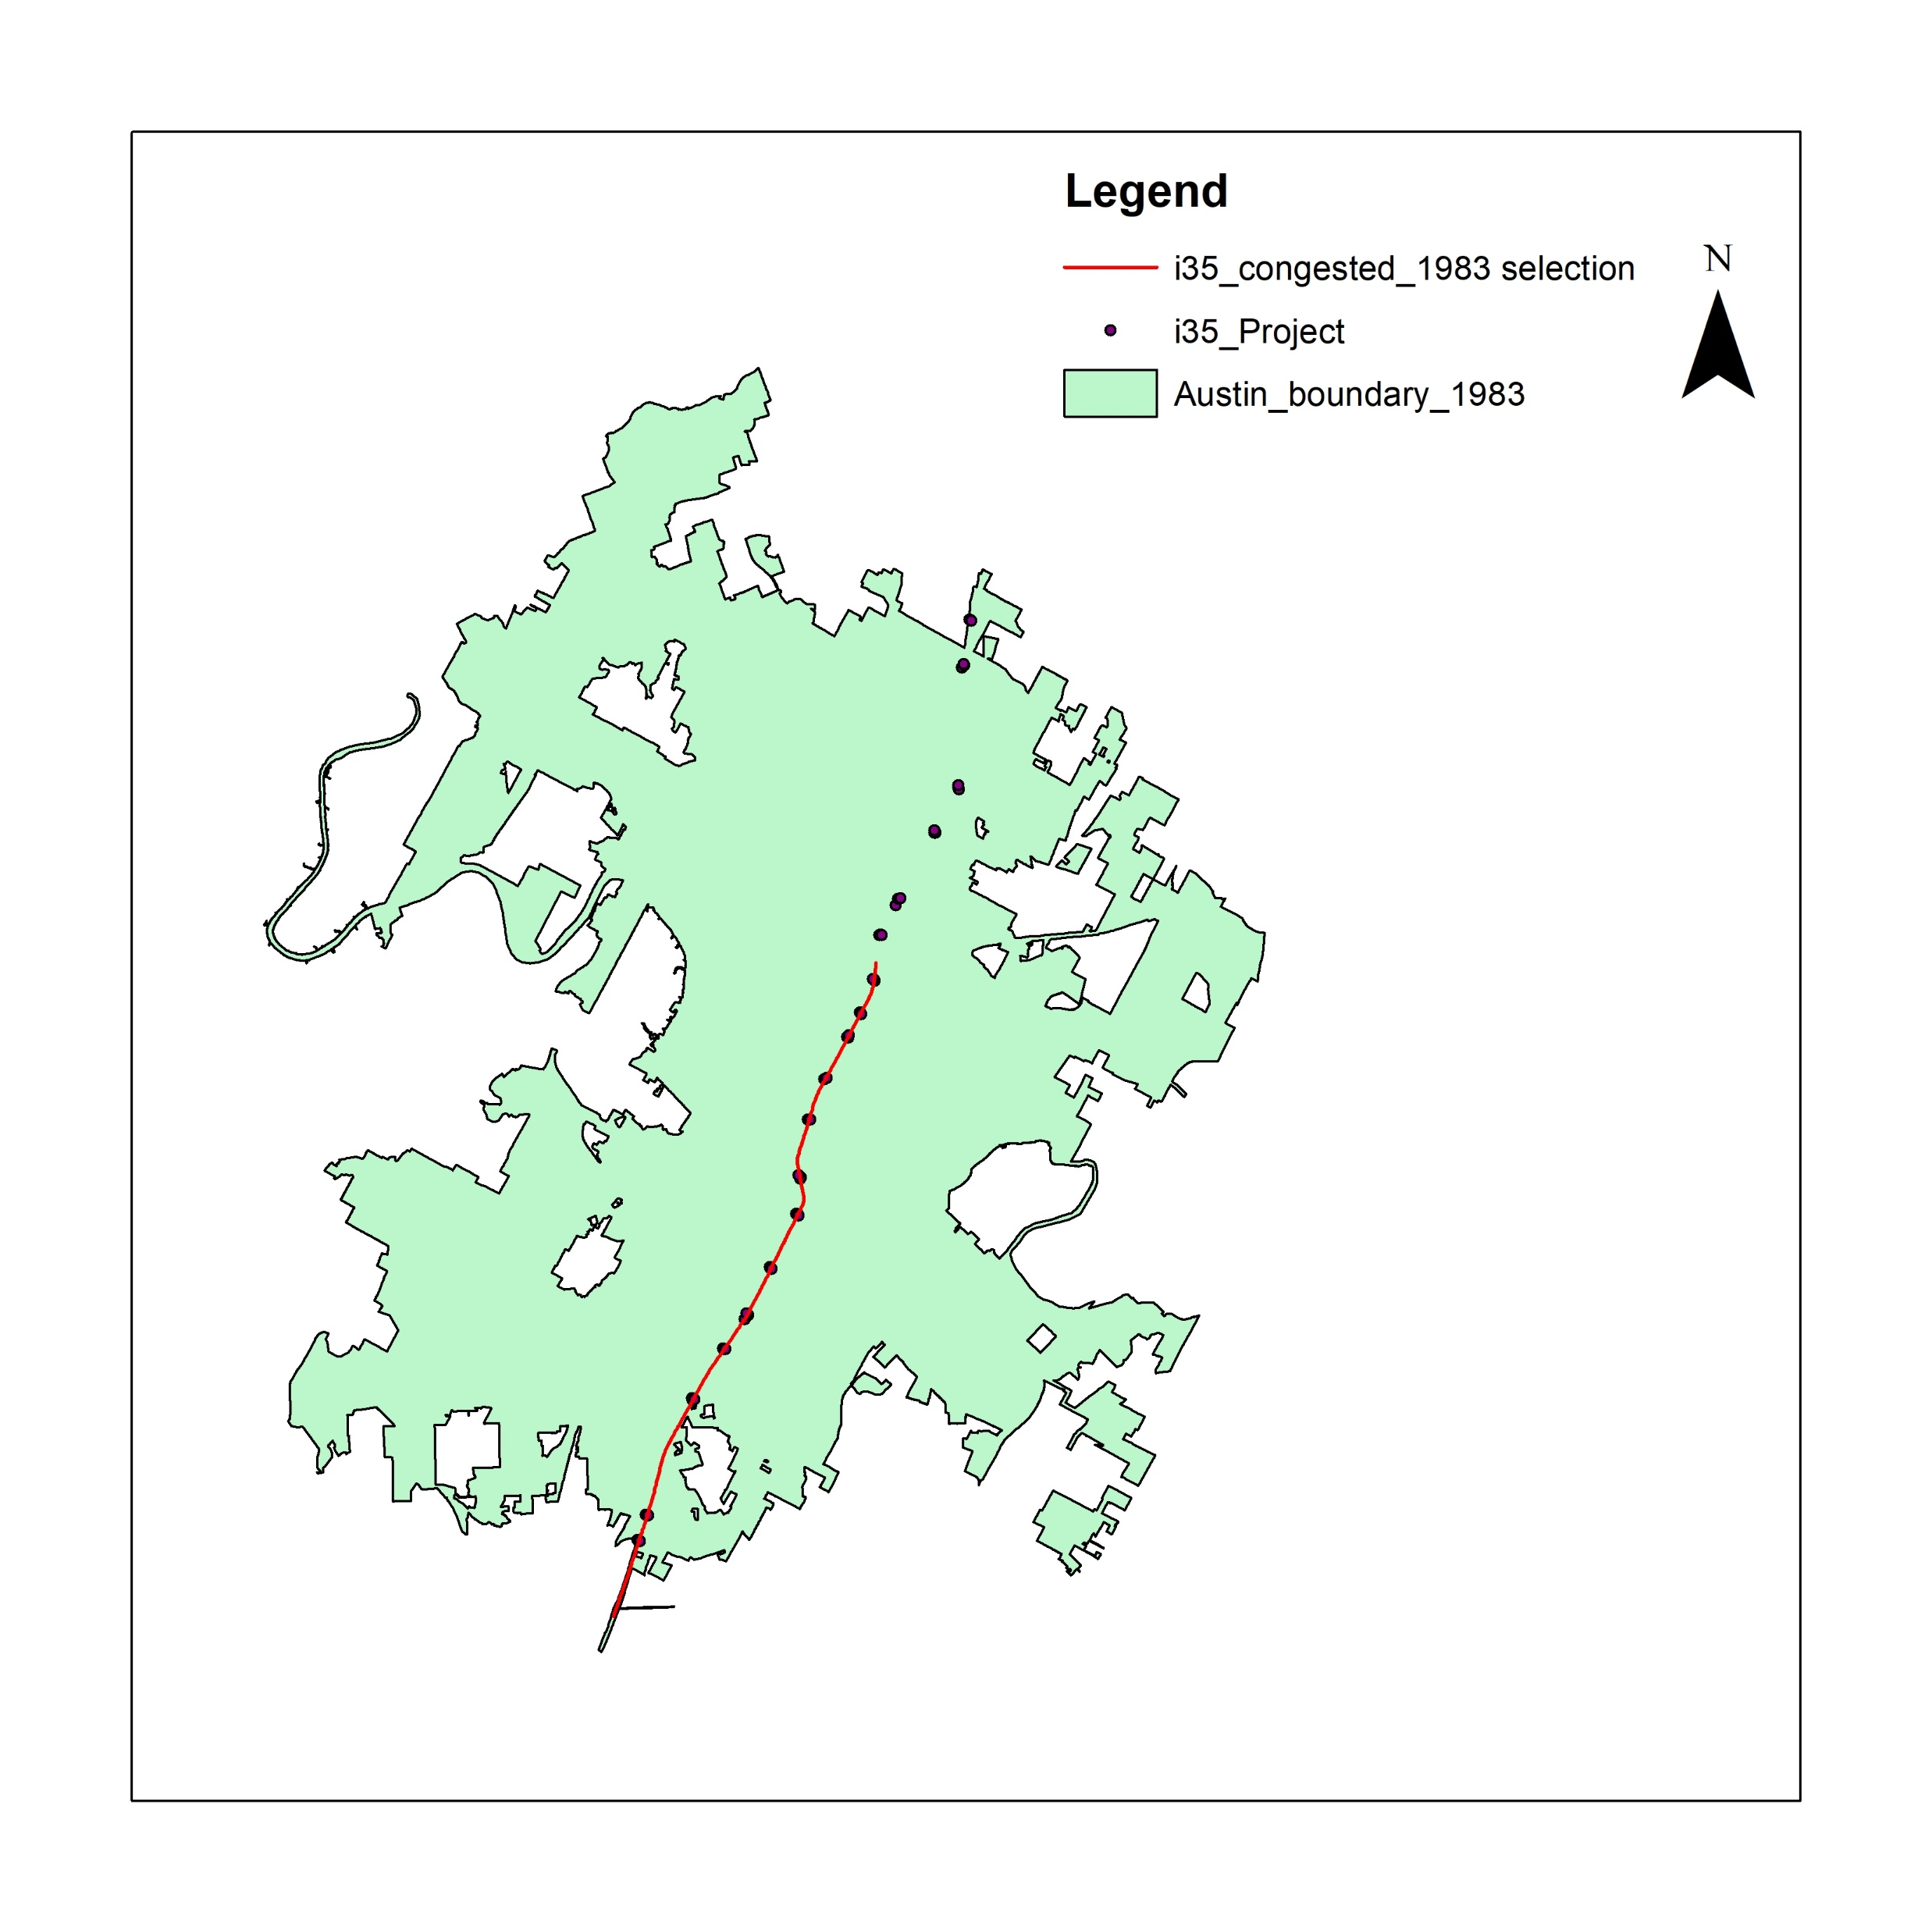 Legend
i35_congested_1983 selection
N
i35_Project
Austin_boundary_1983